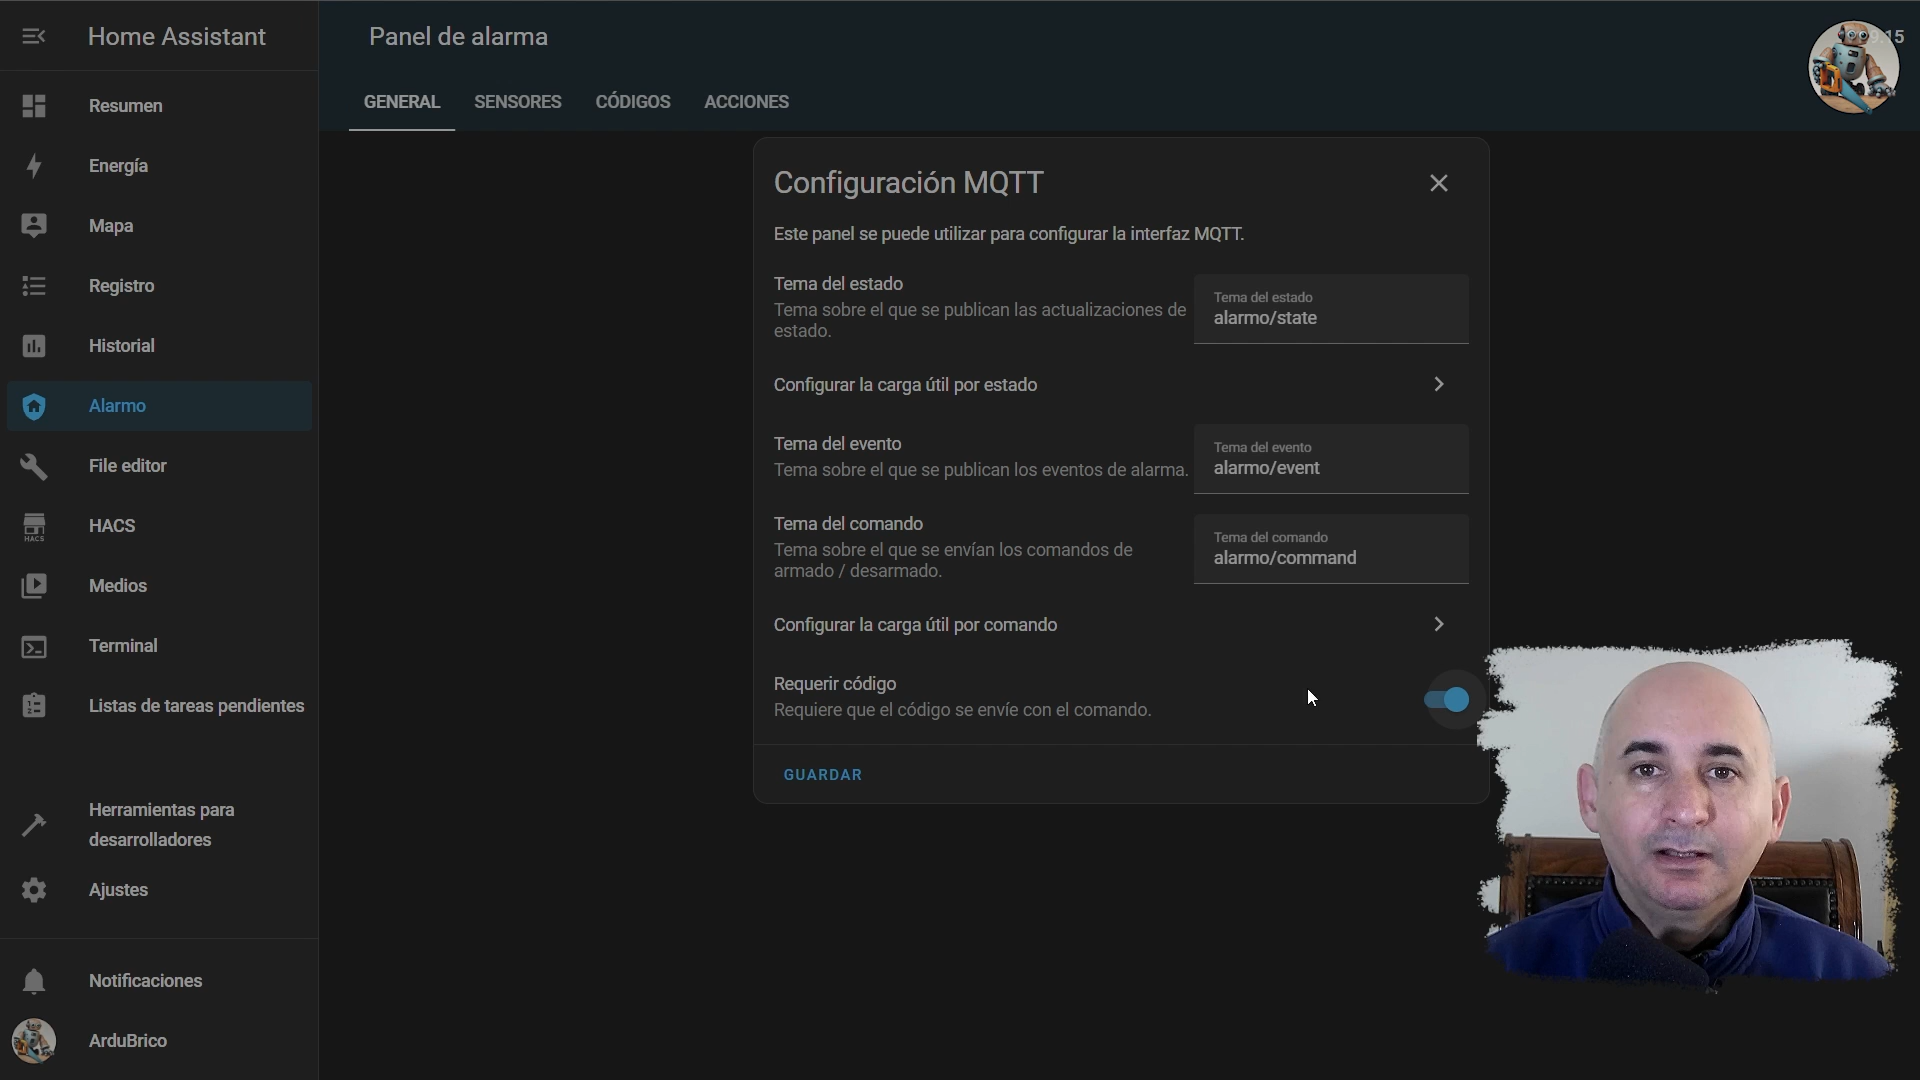 Home Assistant
Resumen
Energía
Mapa
Registro
Historial
Alarmo
File editor
HACS
HACS
Medios
Terminal
Listas de tareas pendientes
Herramientas para
desarrolladores
Ajustes
Notificaciones
ArduBrico
Panel de alarma
GENERAL
SENSORES
CÓDIGOS
ACCIONES
Configuración MQTT
Este panel se puede utilizar para configurar la interfaz MQTT.
Tema del estado
Tema sobre el que se publican las actualizaciones de
estado.
Tema del estado
alarmo/state
Configurar la carga útil por estado
Tema del evento
Tema sobre el que se publican los eventos de alarma.
Tema del evento
alarmo/event
Tema del comando
Tema sobre el que se envían los comandos de
armado / desarmado.
Tema del comando
alarmo/command
Configurar la carga útil por comando
Requerir código
Requiere que el código se envíe con el comando.
GUARDAR